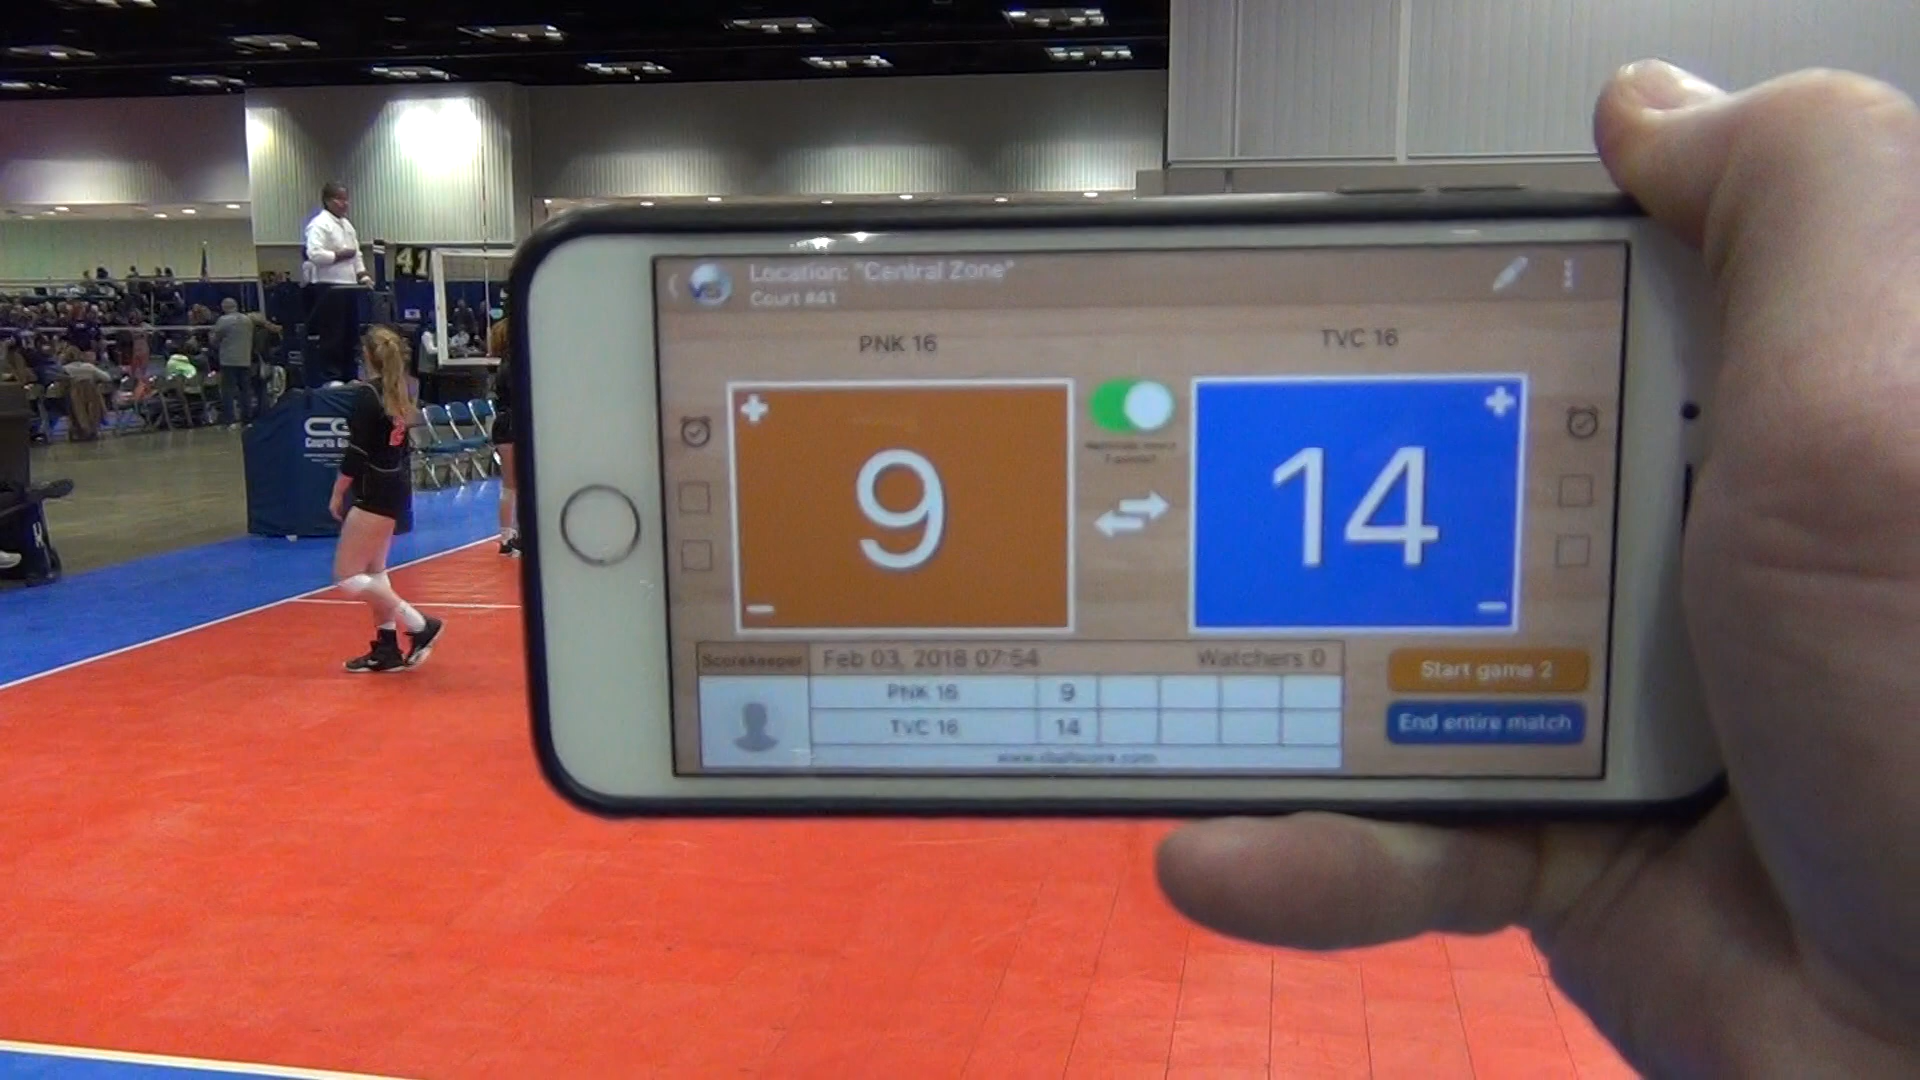 41
Location: "Central Zone"
Court #41
PNK 16
TVC 16
9
14
Scorekeeper
Feb 03, 2018 07:54
Watchers 0
PNK 16
9
TVC 16
14
Start game 2
End entire match